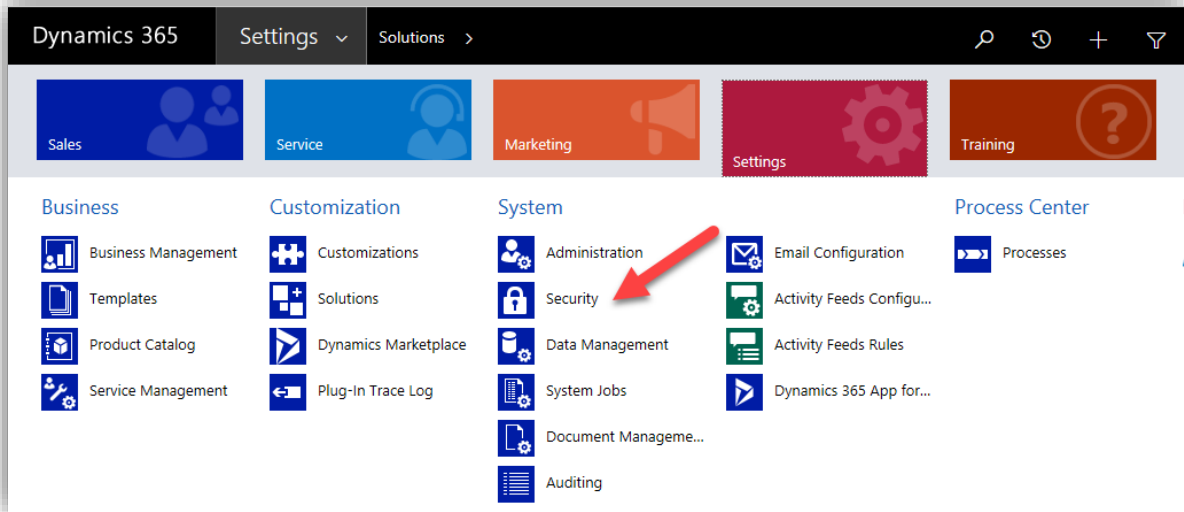 Dynamics 365 Settings Solutions
Sales Service Marketing Settings Training
Business Customization System Process Center
Business Management Customizations Administration Email Configuration Processes
Templates Solutions Security Activity Feeds Configu...
Product Catalog Dynamics Marketplace Data Management Activity Feeds Rules
Service Management Plug-In Trace Log System Jobs Dynamics 365 App for...
Document Manageme...
Auditing